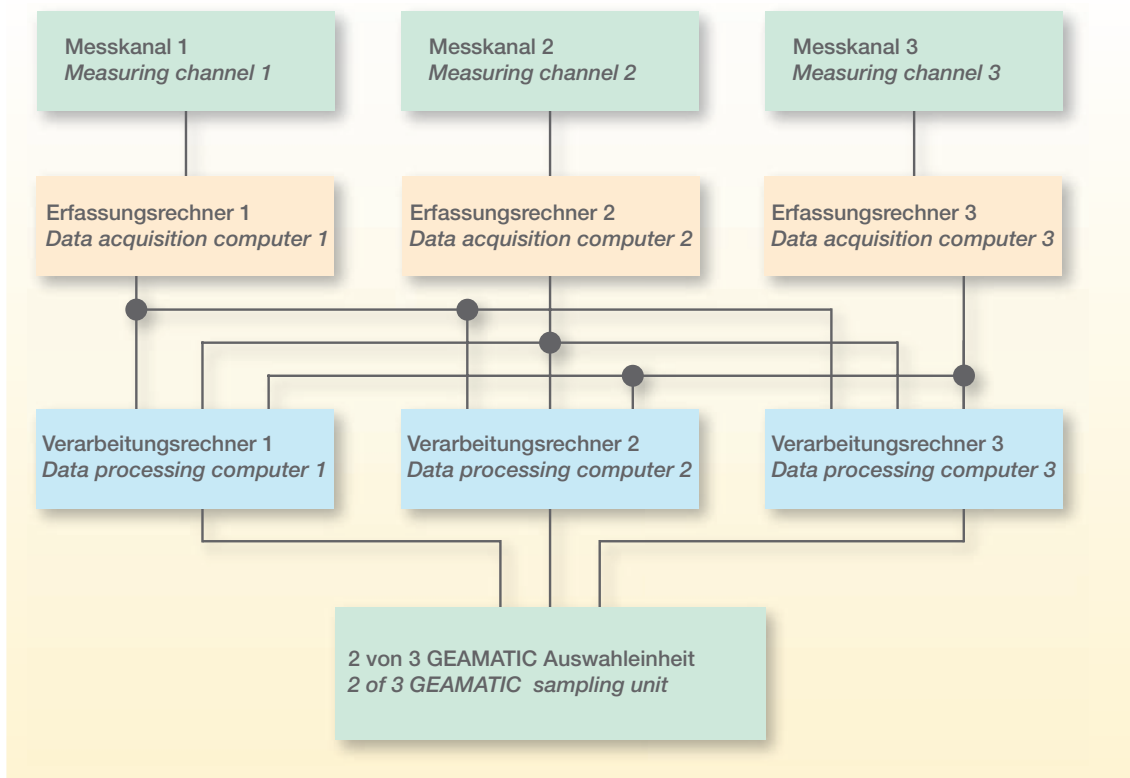 Messkanal 1
Measuring channel 1
Messkanal 2
Measuring channel 2
Messkanal 3
Measuring channel 3
Erfassungsrechner 1
Data acquisition computer 1
Erfassungsrechner 2
Data acquisition computer 2
Erfassungsrechner 3
Data acquisition computer 3
Verarbeitungsrechner 1
Data processing computer 1
Verarbeitungsrechner 2
Data processing computer 2
Verarbeitungsrechner 3
Data processing computer 3
2 von 3 GEAMATIC Auswahleinheit
2 of 3 GEAMATIC sampling unit